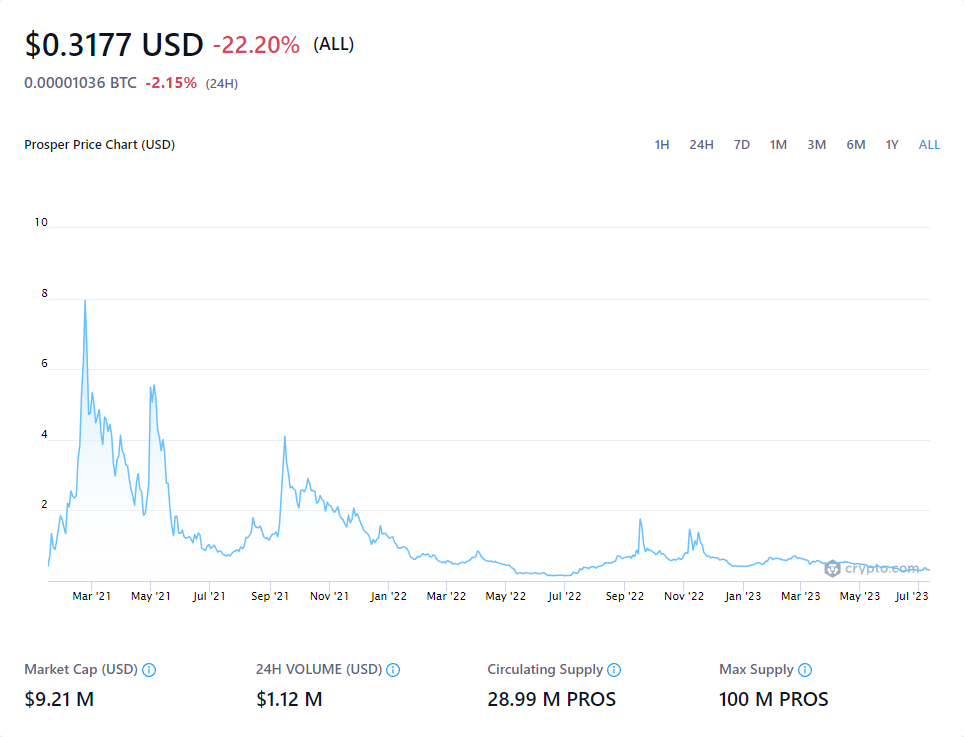 $0.3177 USD -22.20% (ALL)
0.00001036 BTC -2.15% (24H)
Prosper Price Chart (USD) 1H 24H 7D 1M 3M 6M 1Y ALL
10
8
6
4
2
crypto.com
Mar '21 May '21 Jul '21 Sep '21 Nov '21 Jan '22 Mar '22 May '22 Jul '22 Sep '22 Nov '22 Jan '23 Mar '23 May '23 Jul '23
Market Cap (USD) 24H VOLUME (USD) Circulating Supply Max Supply
$9.21 M $1.12 M 28.99 M PROS 100 M PROS